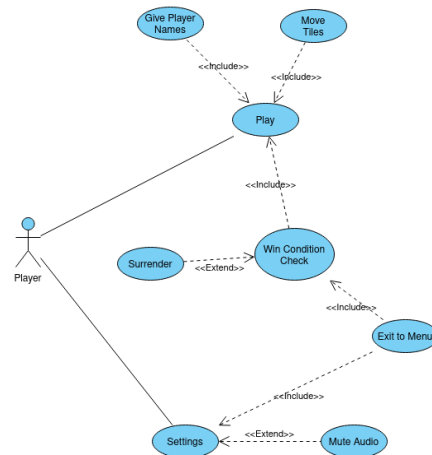 Give Player
Names
Move
Tiles
<<Include>>
<<Include>>
Play
<<Include>>
Player
Surrender
<<Extend>>
Win Condition
Check
<<Include>>
Exit to Menu
<<Include>>
Settings
<<Extend>>
Mute Audio